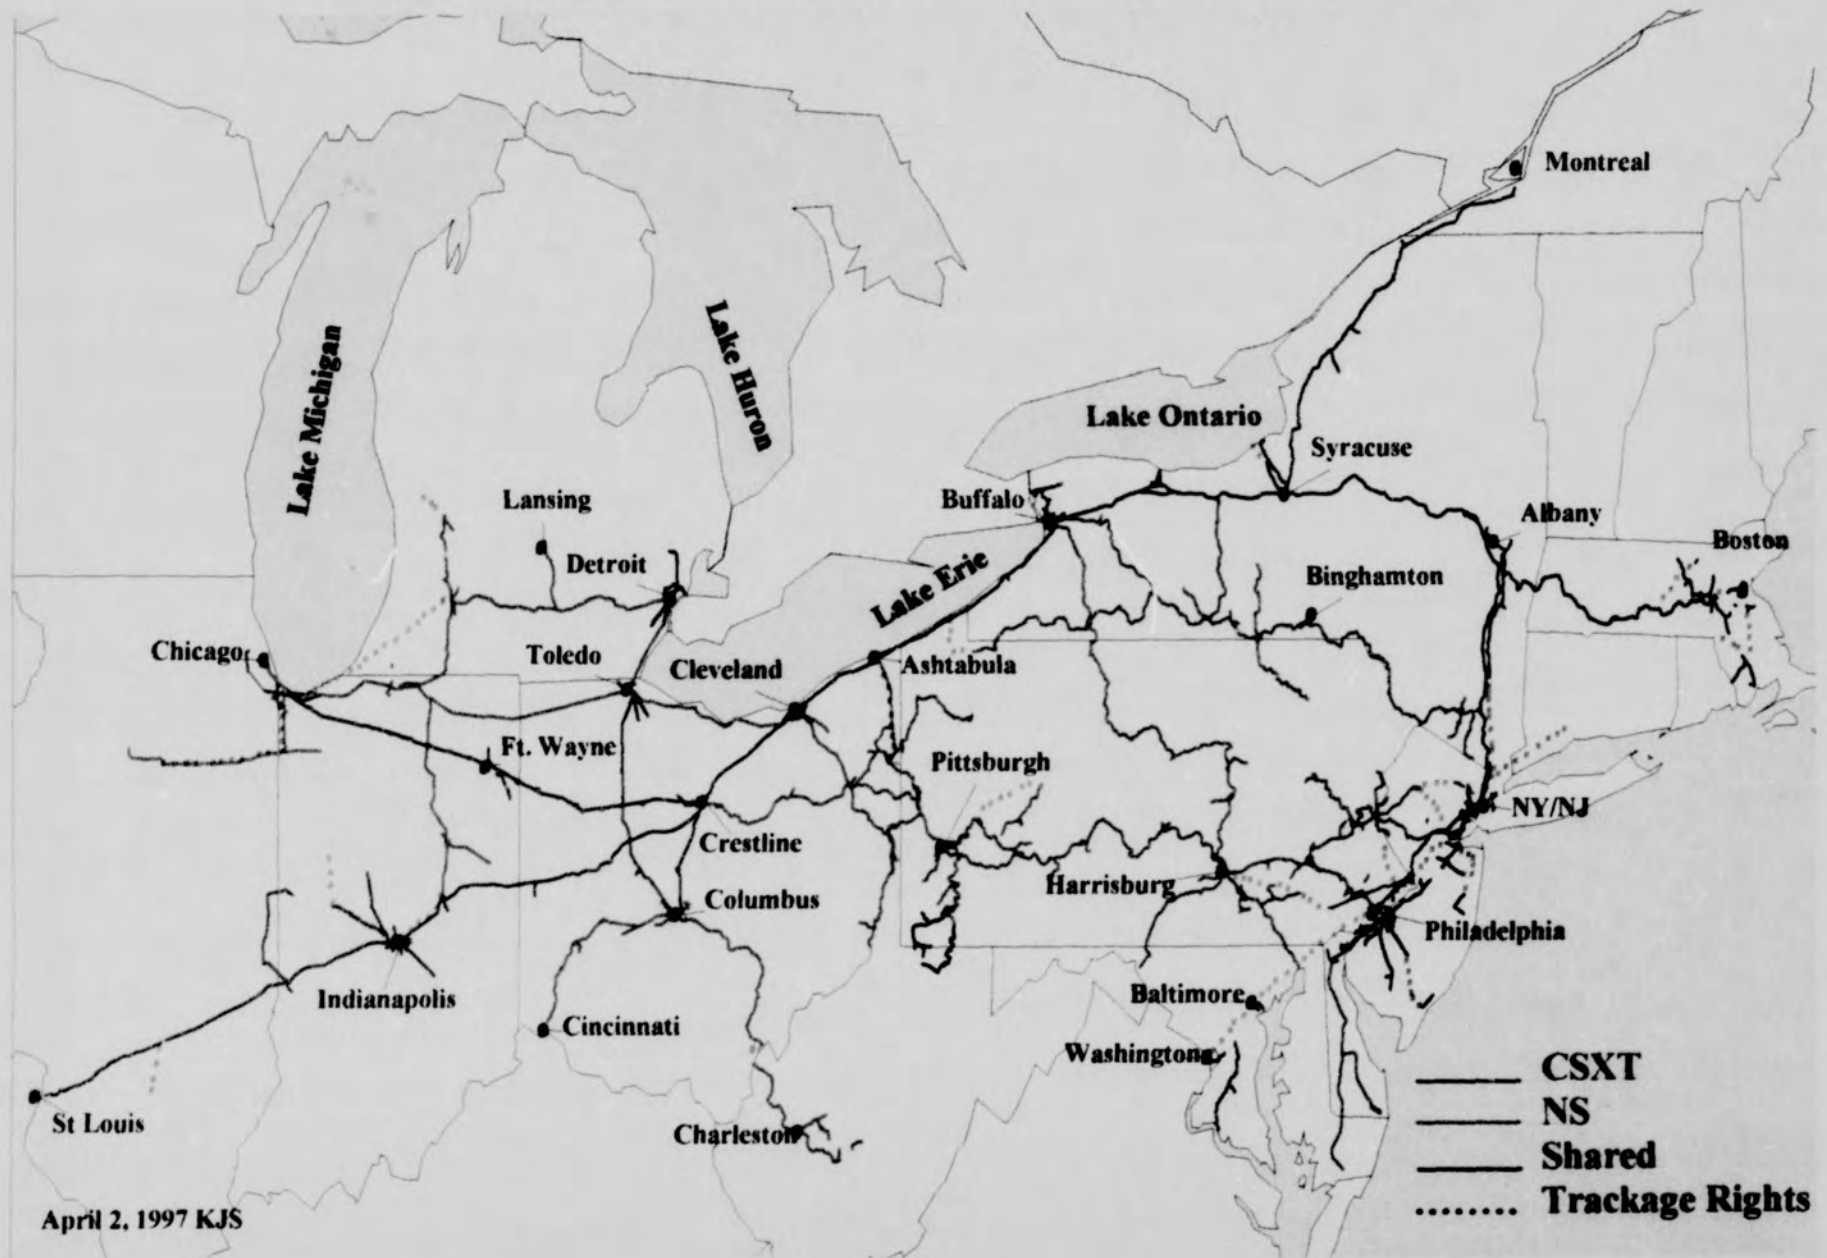 Montreal
Lake Michigan
Lake Huron
Lake Ontario
Syracuse
Lansing
Buffalo
Albany
Boston
Detroit
Lake Erie
Binghamton
Chicago
Toledo
Cleveland
Ashtabula
Ft. Wayne
Pittsburgh
NY/NJ
Crestline
Harrisburg
Columbus
Philadelphia
Indianapolis
Baltimore
Cincinnati
Washington
CSXT
NS
St Louis
Charleston
Shared
Trackage Rights
April 2, 1997 KJS